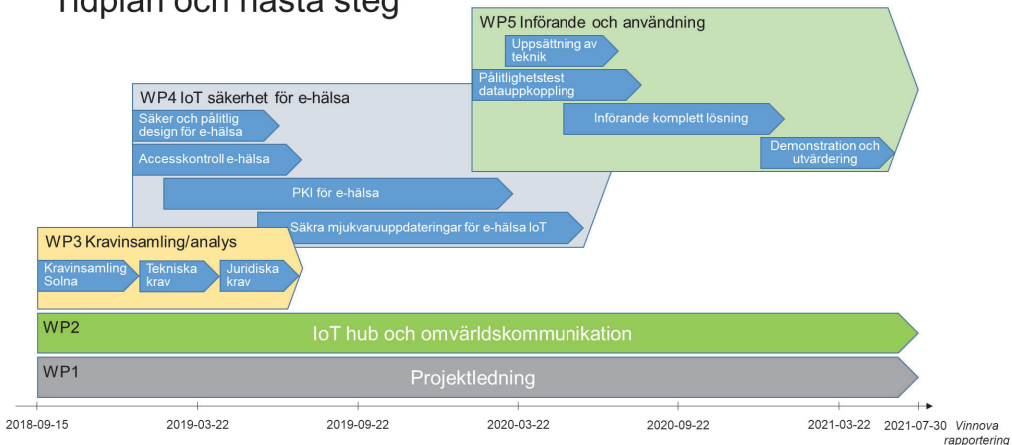 Tidplan och nästa steg
WP5 Införande och användning
Uppsättning av
teknik
Pålitlighetstest
datauppkoppling
Införande komplett lösning
Demonstration och
utvärdering
WP4 IoT säkerhet för e-hälsa
Säker och pålitlig
design för e-hälsa
Accesskontroll e-hälsa
PKI för e-hälsa
Säkra mjukvaruuppdateringar för e-hälsa IoT
WP3 Kravinsamling/analys
Kravinsamling
Solna
Tekniska
krav
Juridiska
krav
WP2
IoT hub och omvärldskommunikation
WP1
Projektledning
2018-09-15
2019-03-22
2019-09-22
2020-03-22
2020-09-22
2021-03-22
2021-07-30
Vinnova
rapportering